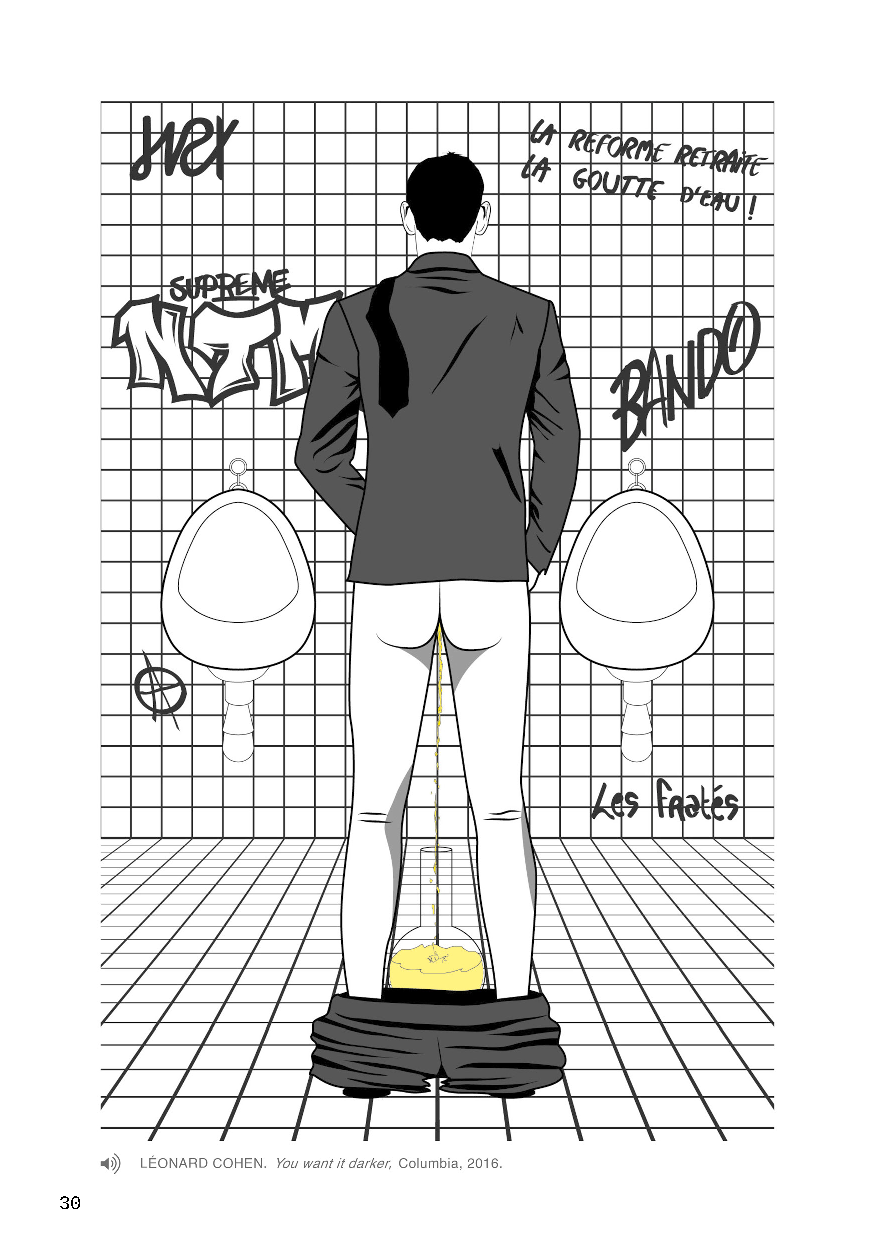 LA REFORME RETRAiTE
LA GOUTTE D'EAU !
SUPREME
NTM
BANDO
Les fratés
LÉONARD COHEN. You want it darker, Columbia, 2016.
30